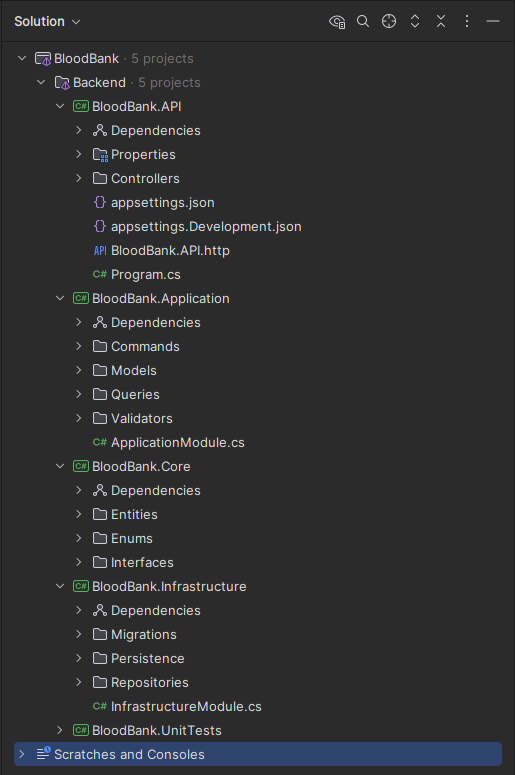 Solution
BloodBank · 5 projects
Backend · 5 projects
C# BloodBank.API
Dependencies
Properties
Controllers
{} appsettings.json
{} appsettings.Development.json
API BloodBank.API.http
C# Program.cs
C# BloodBank.Application
Dependencies
Commands
Models
Queries
Validators
C# ApplicationModule.cs
C# BloodBank.Core
Dependencies
Entities
Enums
Interfaces
C# BloodBank.Infrastructure
Dependencies
Migrations
Persistence
Repositories
C# InfrastructureModule.cs
C# BloodBank.UnitTests
Scratches and Consoles